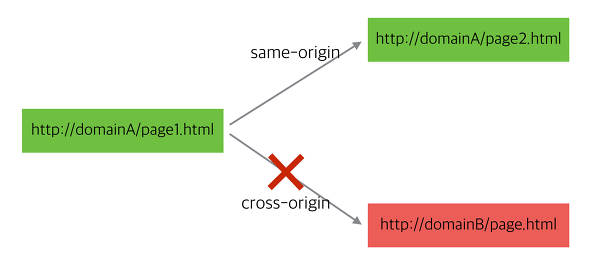 http://domainA/page2.html
same-origin
http://domainA/page1.html
cross-origin
http://domainB/page.html